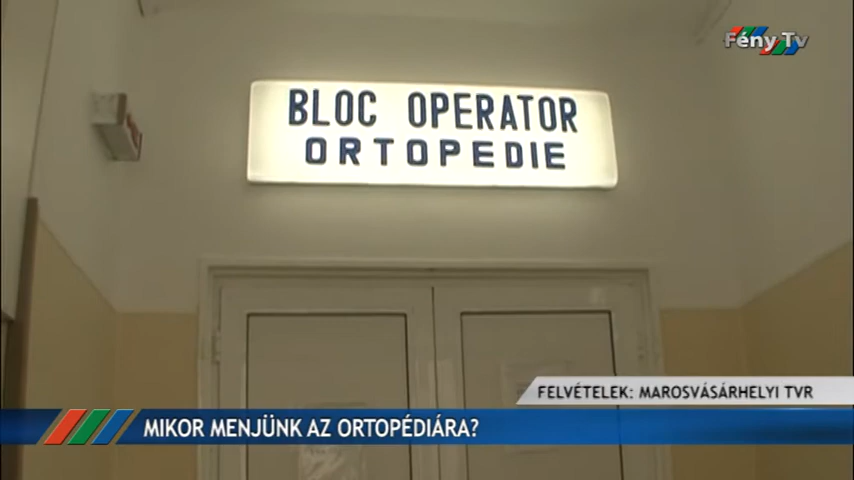 Fény Tv
BLOC OPERATOR
ORTOPEDIE
FELVÉTELEK: MAROSVÁSÁRHELYI TVR
MIKOR MENJÜNK AZ ORTOPÉDIÁRA?